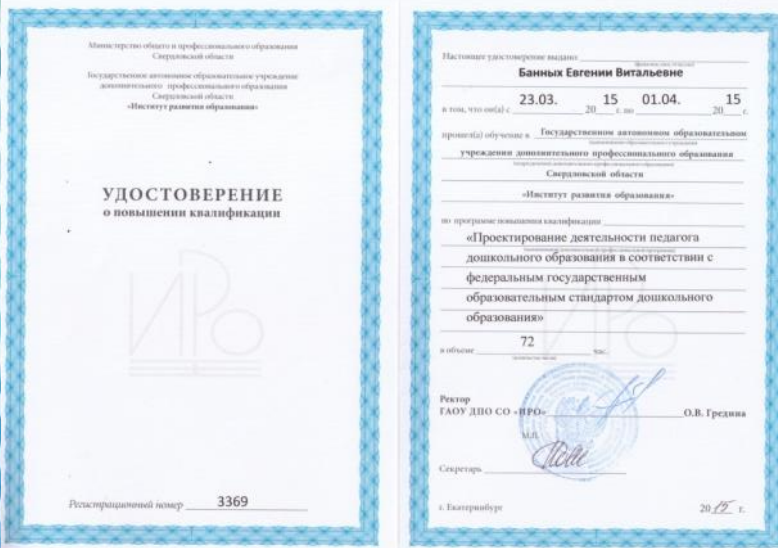 Министерство общего и профессионального образования
Свердловской области
Государственное автономное образовательное учреждение
дополнительного профессионального образования
Свердловской области
«Институт развития образования»
УДОСТОВЕРЕНИЕ
о повышении квалификации
ИРО
Регистрационный номер 3369
Настоящее удостоверение выдано
Банных Евгении Витальевне
в том, что он(а) с 23.03. 20 15 г. по 01.04. 20 15 г.
прошел(а) обучение в Государственном автономном образовательном
учреждении дополнительного профессионального образования
Свердловской области
«Институт развития образования»
по программе повышения квалификации
«Проектирование деятельности педагога
дошкольного образования в соответствии с
федеральным государственным
образовательным стандартом дошкольного
образования»
в объеме 72 час.
Ректор
ГАОУ ДПО СО «ИРО» О.В. Гредина
М.П.
Секретарь
г. Екатеринбург 20 15 г.